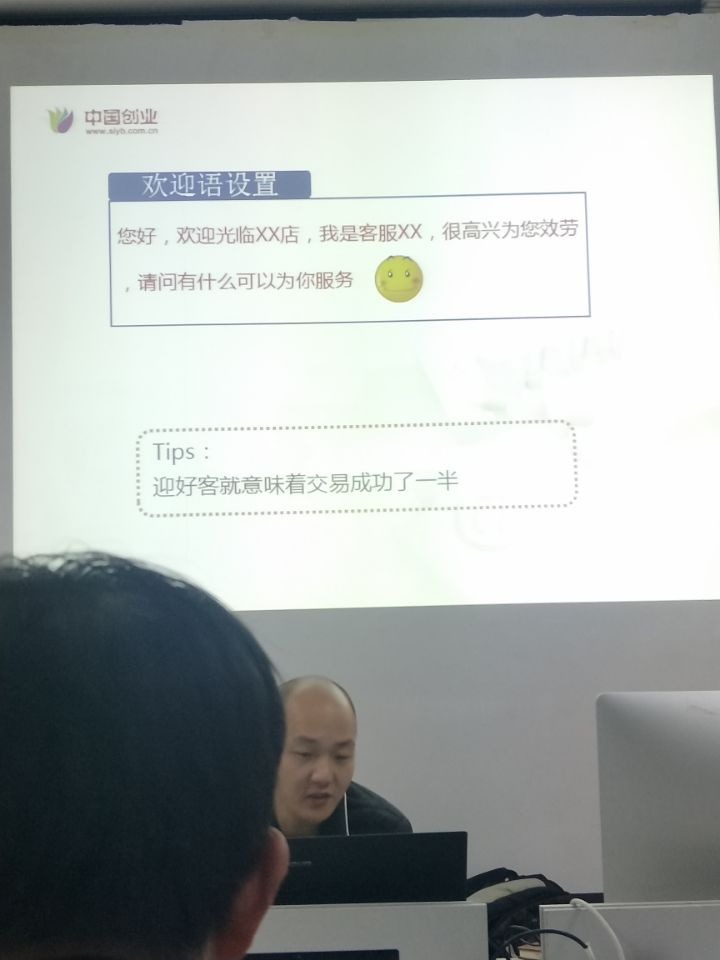 中国创业
www.siyb.com.cn
欢迎语设置
您好，欢迎光临XX店，我是客服XX，很高兴为您效劳
，请问有什么可以为你服务
Tips：
迎好客就意味着交易成功了一半